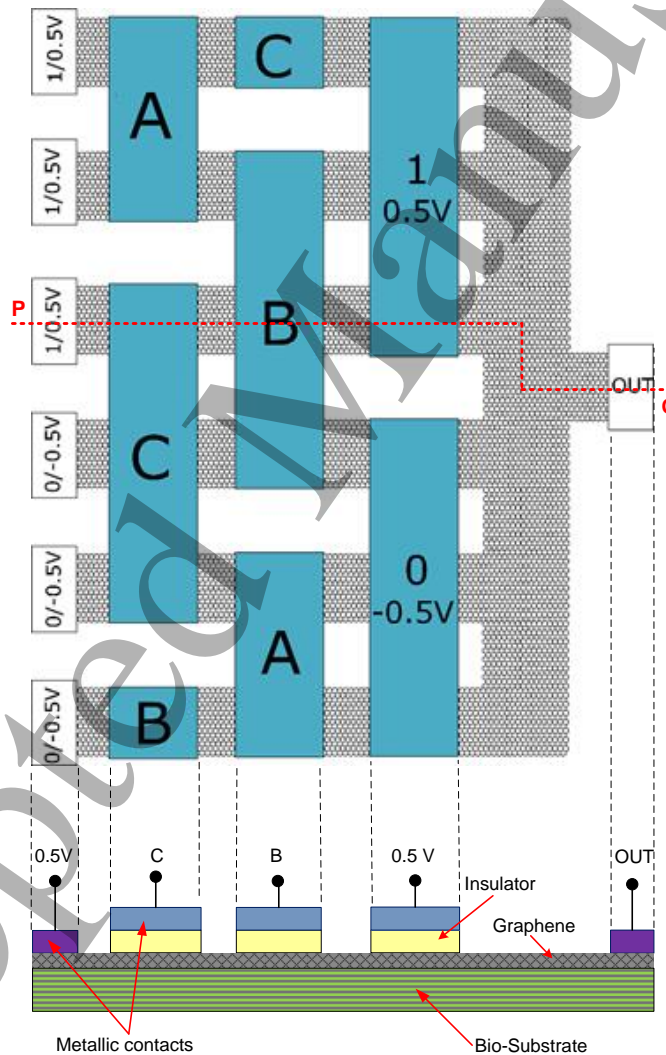 1/0.5V
A
C
1
0.5V
1/0.5V
P
1/0.5V
B
OUT
0/-0.5V
C
0/-0.5V
A
0
-0.5V
0/-0.5V
B
0.5V
C
B
0.5 V
OUT
Insulator
Graphene
Metallic contacts
Bio-Substrate